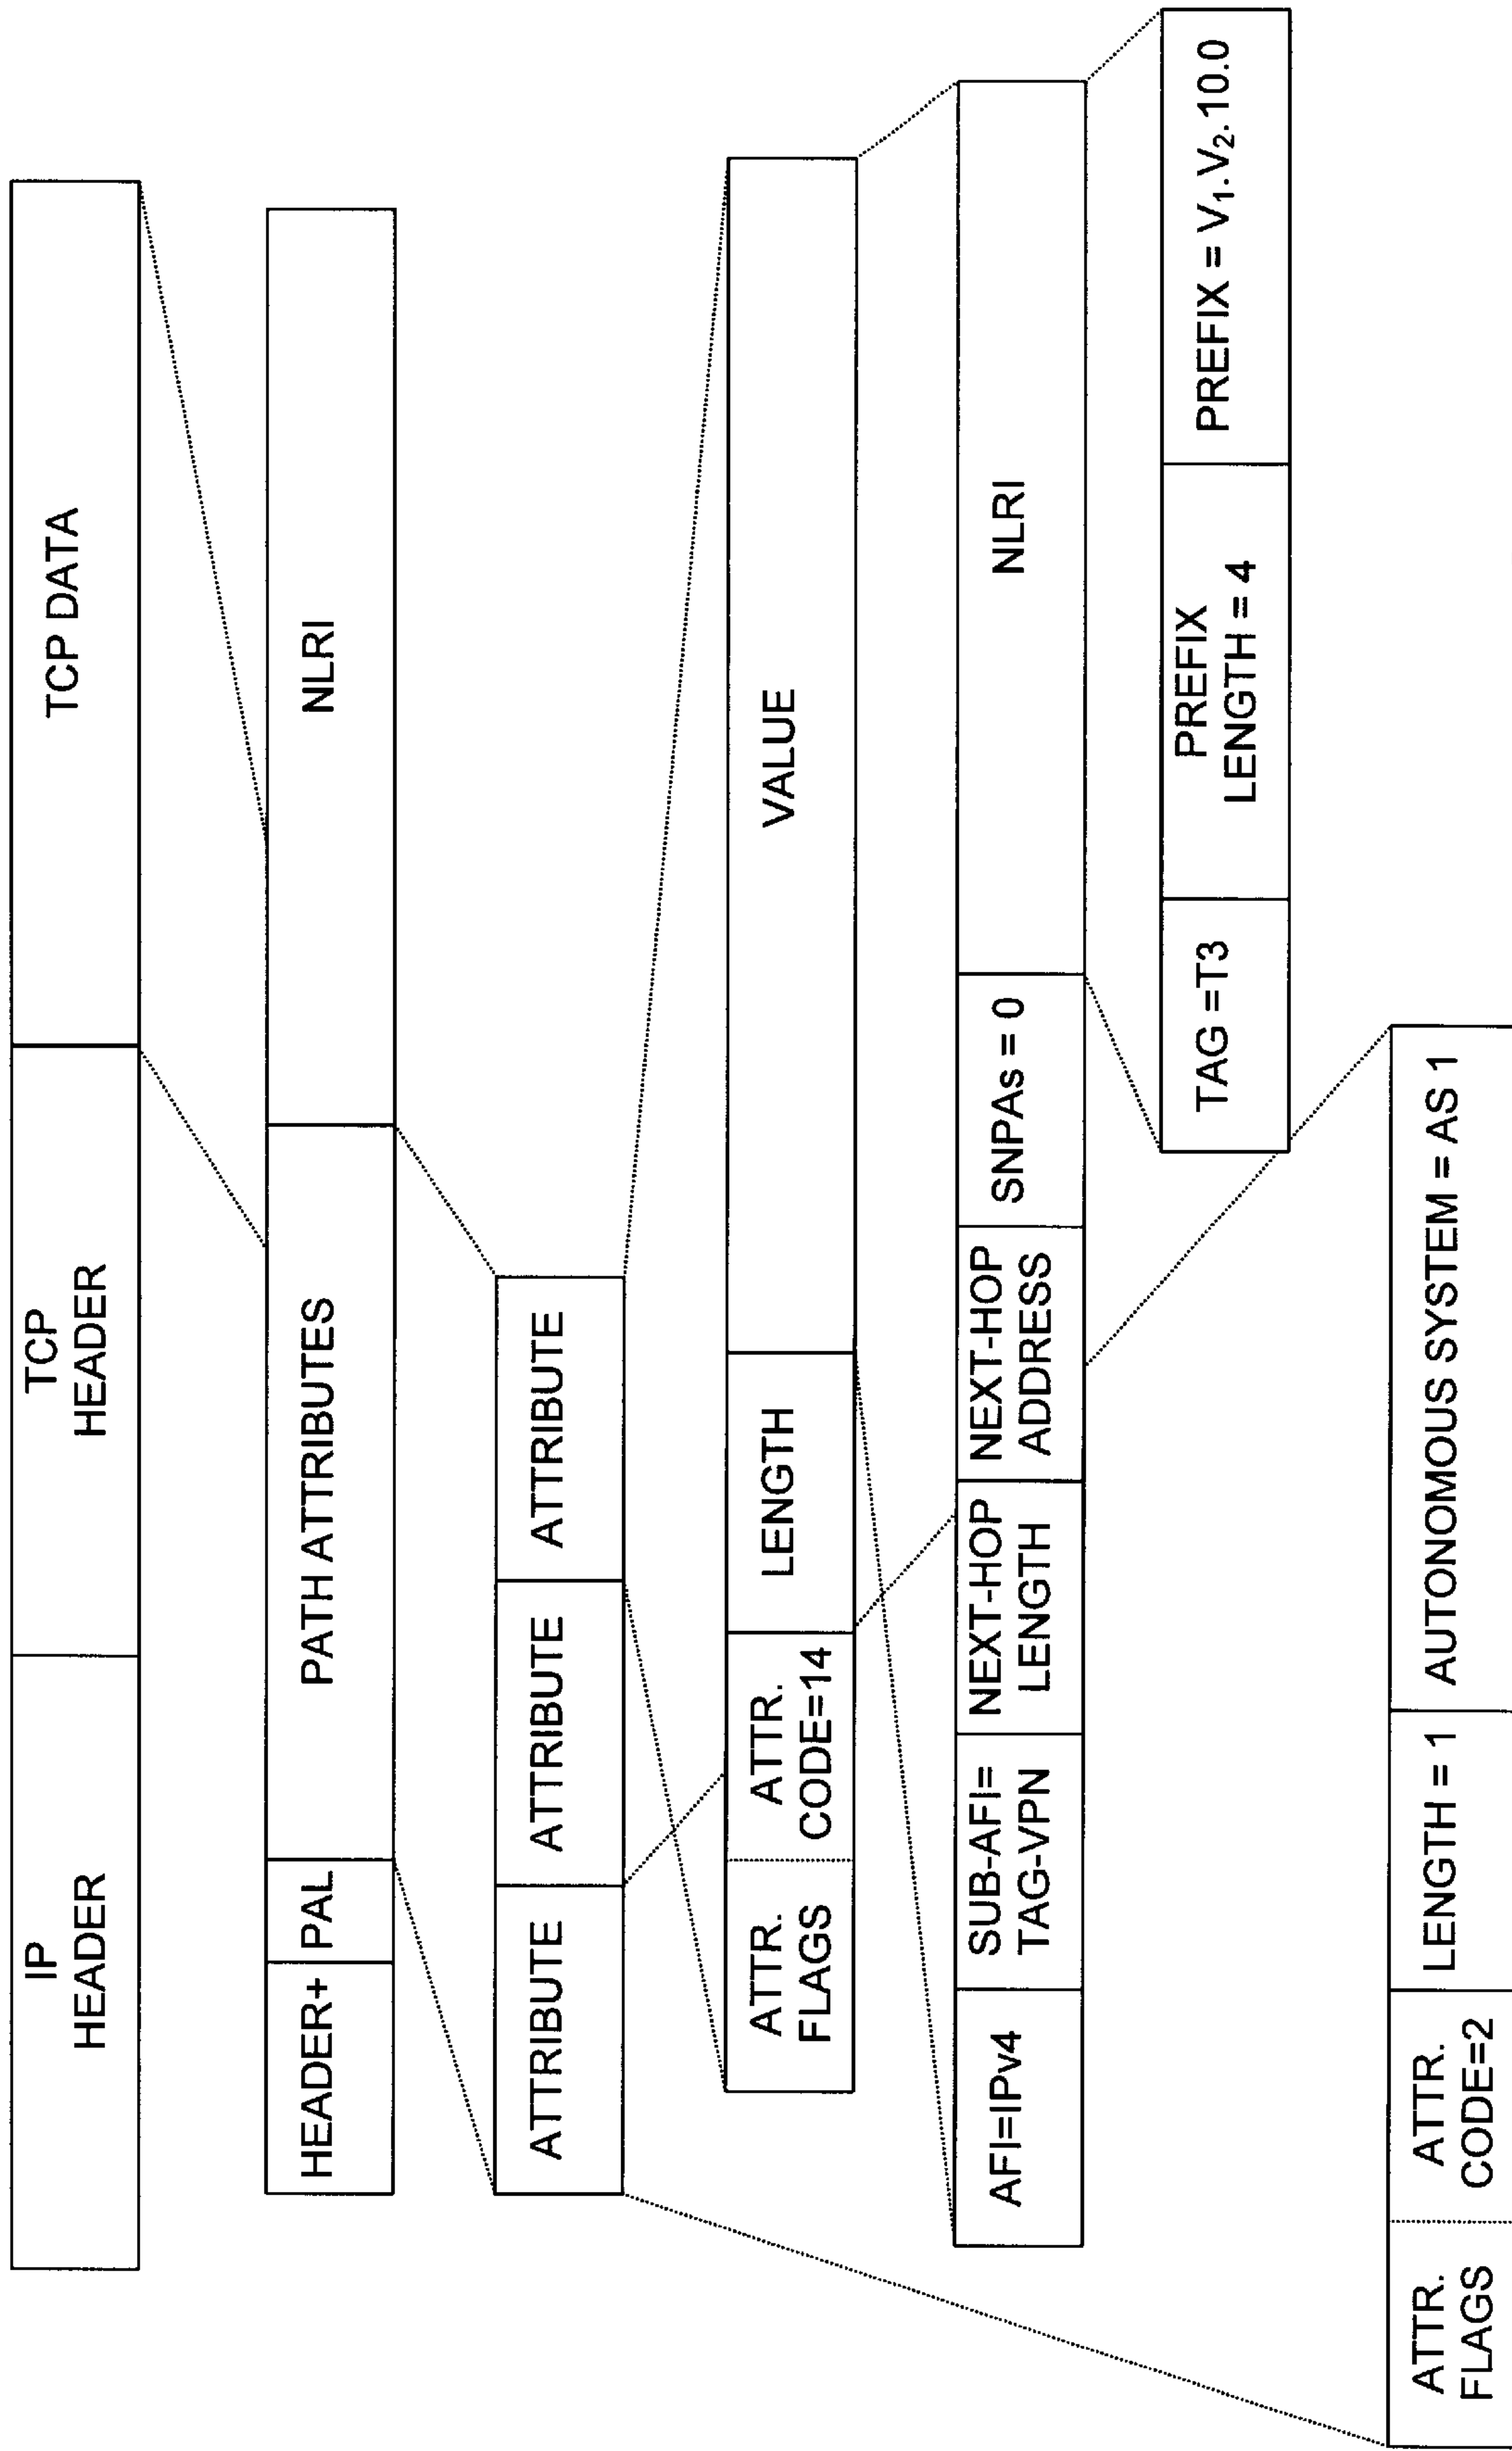 IP
HEADER
TCP
HEADER
TCP DATA
HEADER+
PAL
PATH ATTRIBUTES
NLRI
ATTRIBUTE
ATTRIBUTE
ATTRIBUTE
ATTR.
FLAGS
ATTR.
CODE=14
LENGTH
VALUE
AFI=IPv4
SUB-AFI=
TAG-VPN
NEXT-HOP
LENGTH
NEXT-HOP
ADDRESS
SNPAs = 0
NLRI
TAG =T3
PREFIX
LENGTH = 4
PREFIX = V₁.V₂.10.0
ATTR.
FLAGS
ATTR.
CODE=2
LENGTH = 1
AUTONOMOUS SYSTEM = AS 1